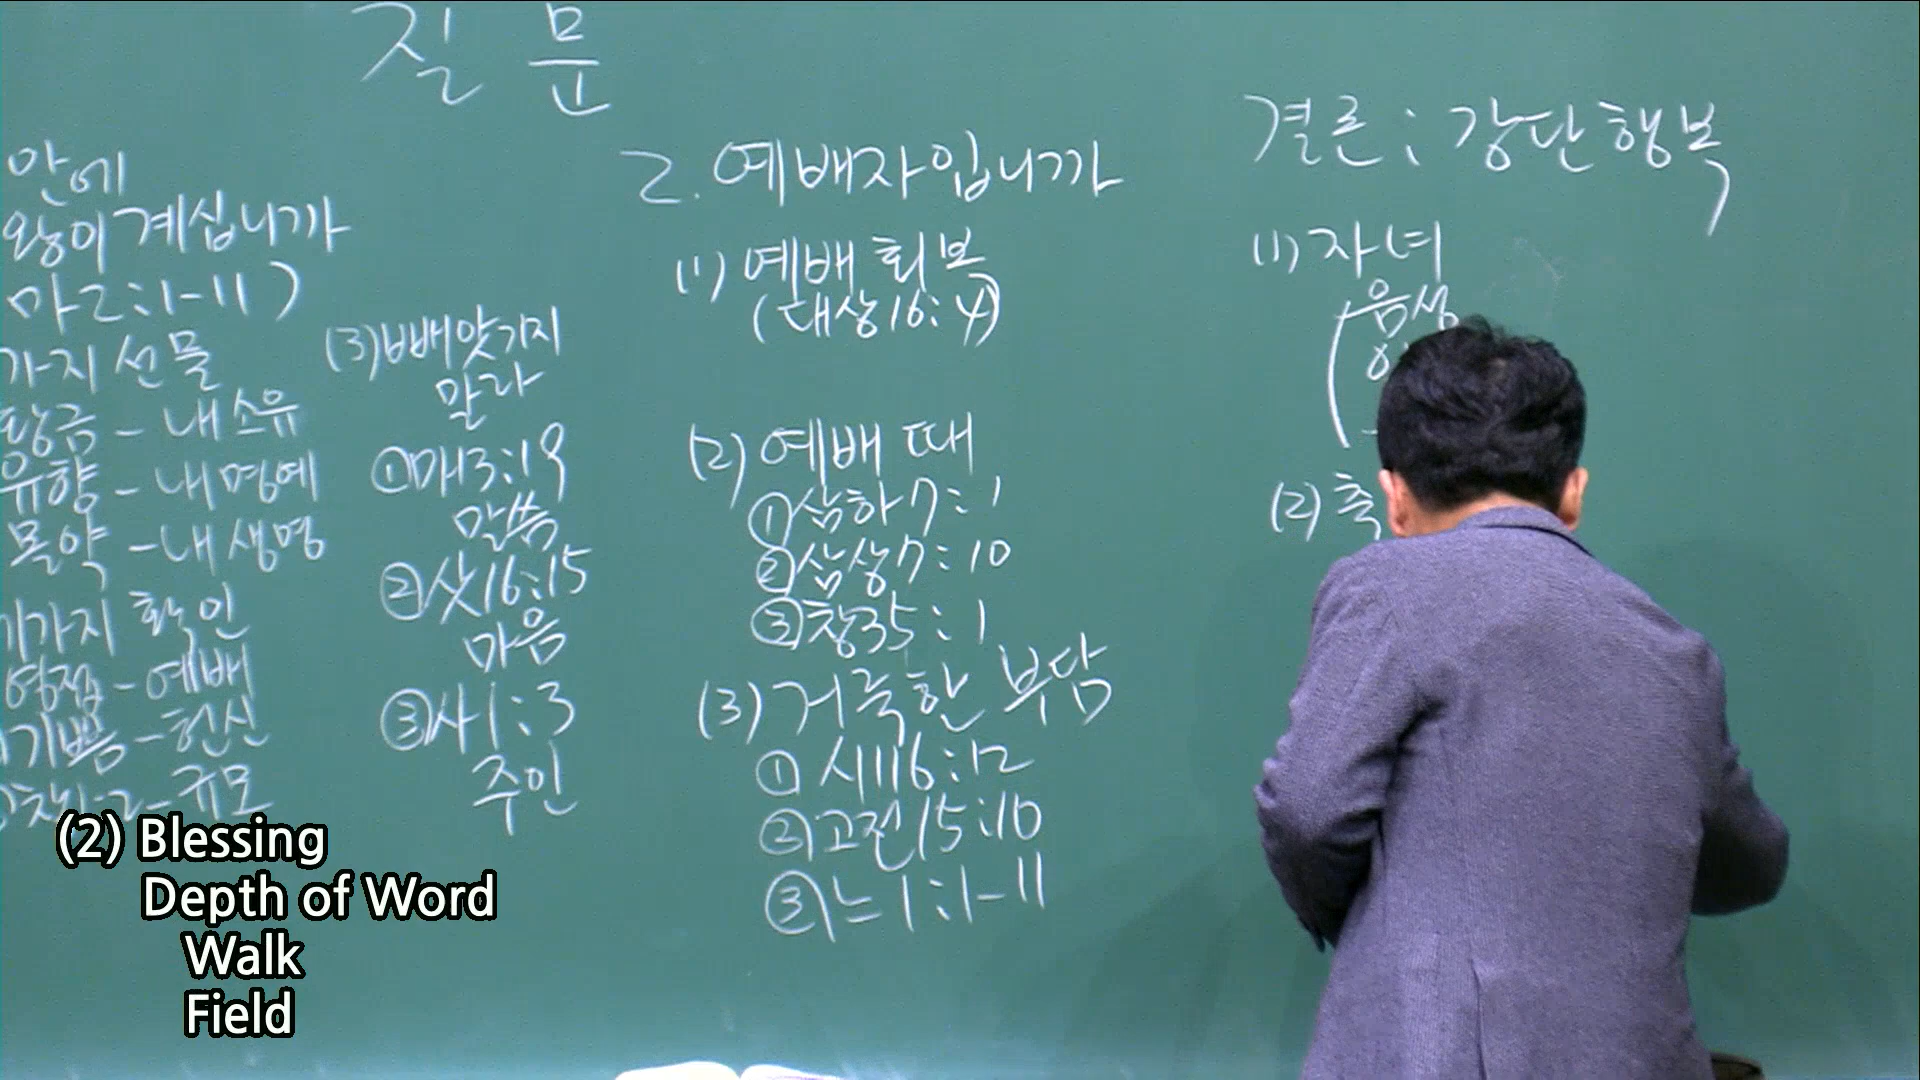 질문
안에
왕이 계십니까
마2:1-11)
가지 선물
황금 - 내 소유
유향 - 내 명예
몰약 - 내 생명
가지 확인
영접 - 예배
기쁨 - 헌신
- 규모
(3) 빼앗기지
말라
① 마13:19
말씀
② 삿16:15
마음
③ 사1:3
주인
2. 예배자입니까
(1) 예배 회복
(대상16:4)
(2) 예배 때
① 삼하7:1
② 삼상7:10
③ 창35:1
(3) 거룩한 부담
① 시116:12
② 고전15:10
③ 느1:1-11
결론 : 강단 행복
(1) 자녀
음성
(2) 축
(2) Blessing
Depth of Word
Walk
Field